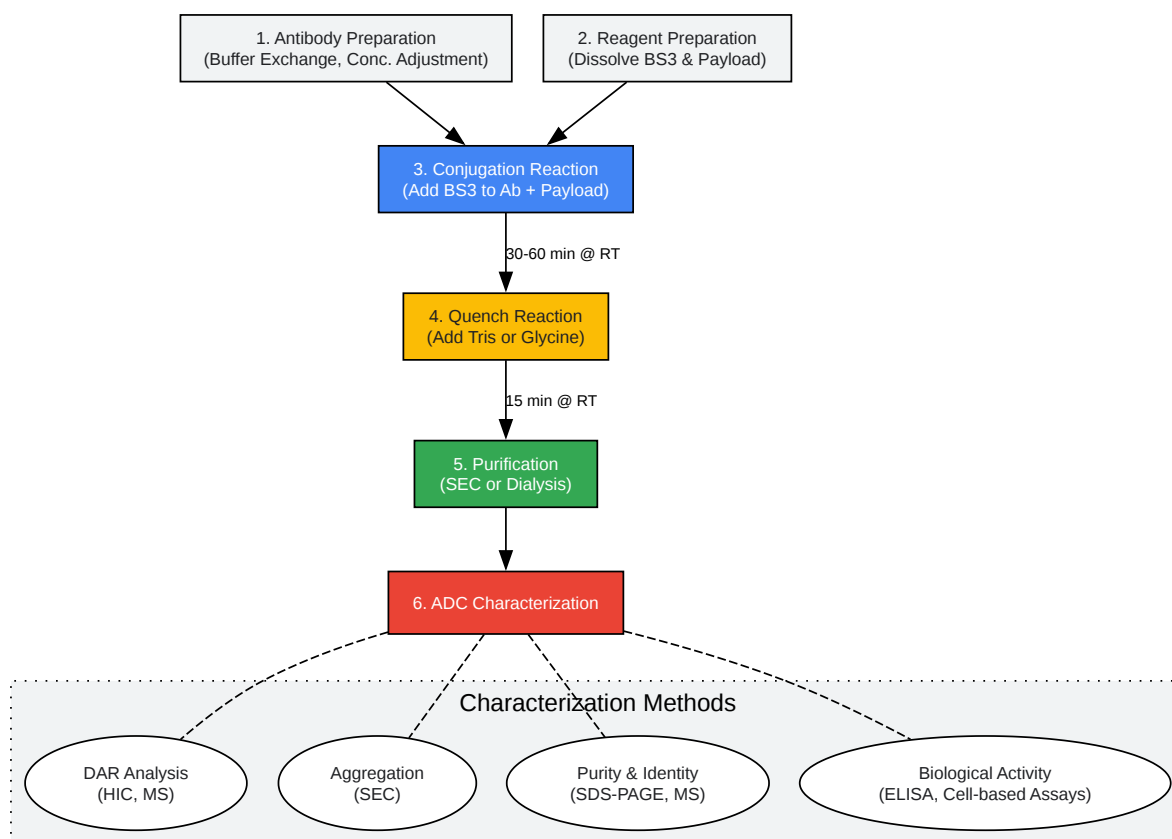 1. Antibody Preparation
(Buffer Exchange, Conc. Adjustment)
2. Reagent Preparation
(Dissolve BS3 & Payload)
3. Conjugation Reaction
(Add BS3 to Ab + Payload)
30-60 min @ RT
4. Quench Reaction
(Add Tris or Glycine)
15 min @ RT
5. Purification
(SEC or Dialysis)
6. ADC Characterization
Characterization Methods
DAR Analysis
(HIC, MS)
Aggregation
(SEC)
Purity & Identity
(SDS-PAGE, MS)
Biological Activity
(ELISA, Cell-based Assays)